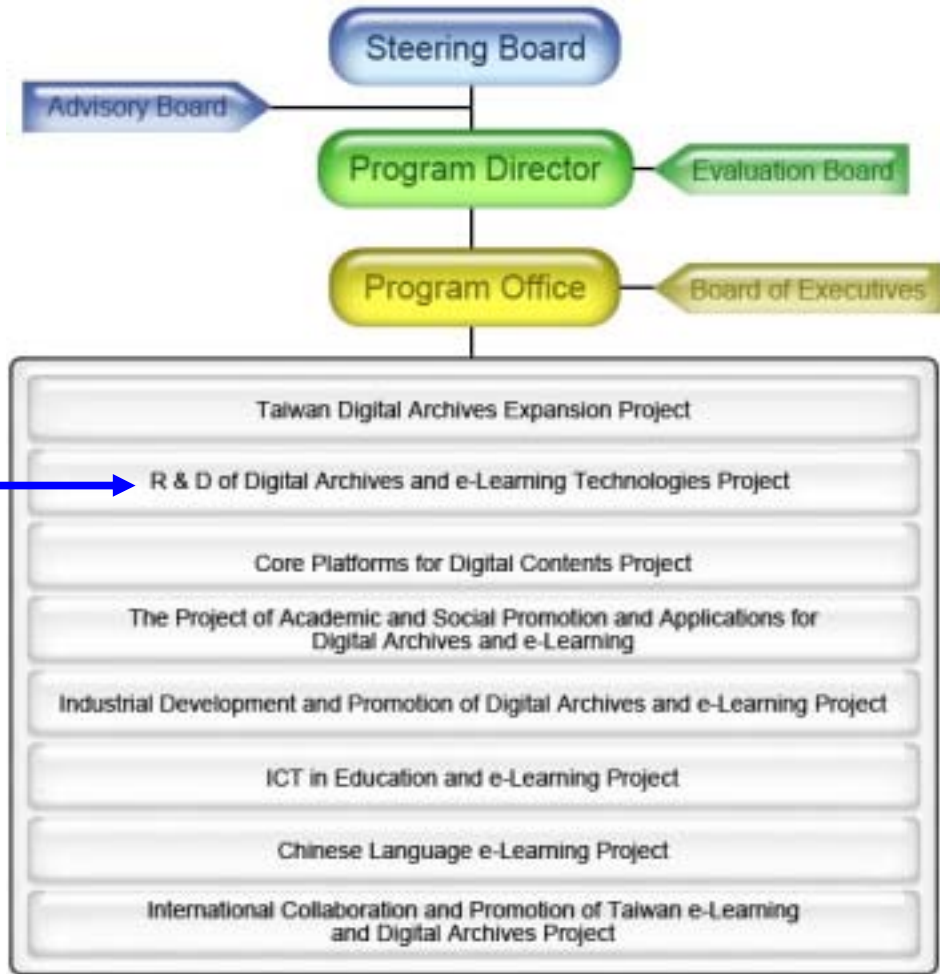 Steering Board
Advisory Board
Program Director
Evaluation Board
Program Office
Board of Executives
Taiwan Digital Archives Expansion Project
R & D of Digital Archives and e-Learning Technologies Project
Core Platforms for Digital Contents Project
The Project of Academic and Social Promotion and Applications for
Digital Archives and e-Learning
Industrial Development and Promotion of Digital Archives and e-Learning Project
ICT in Education and e-Learning Project
Chinese Language e-Learning Project
International Collaboration and Promotion of Taiwan e-Learning
and Digital Archives Project